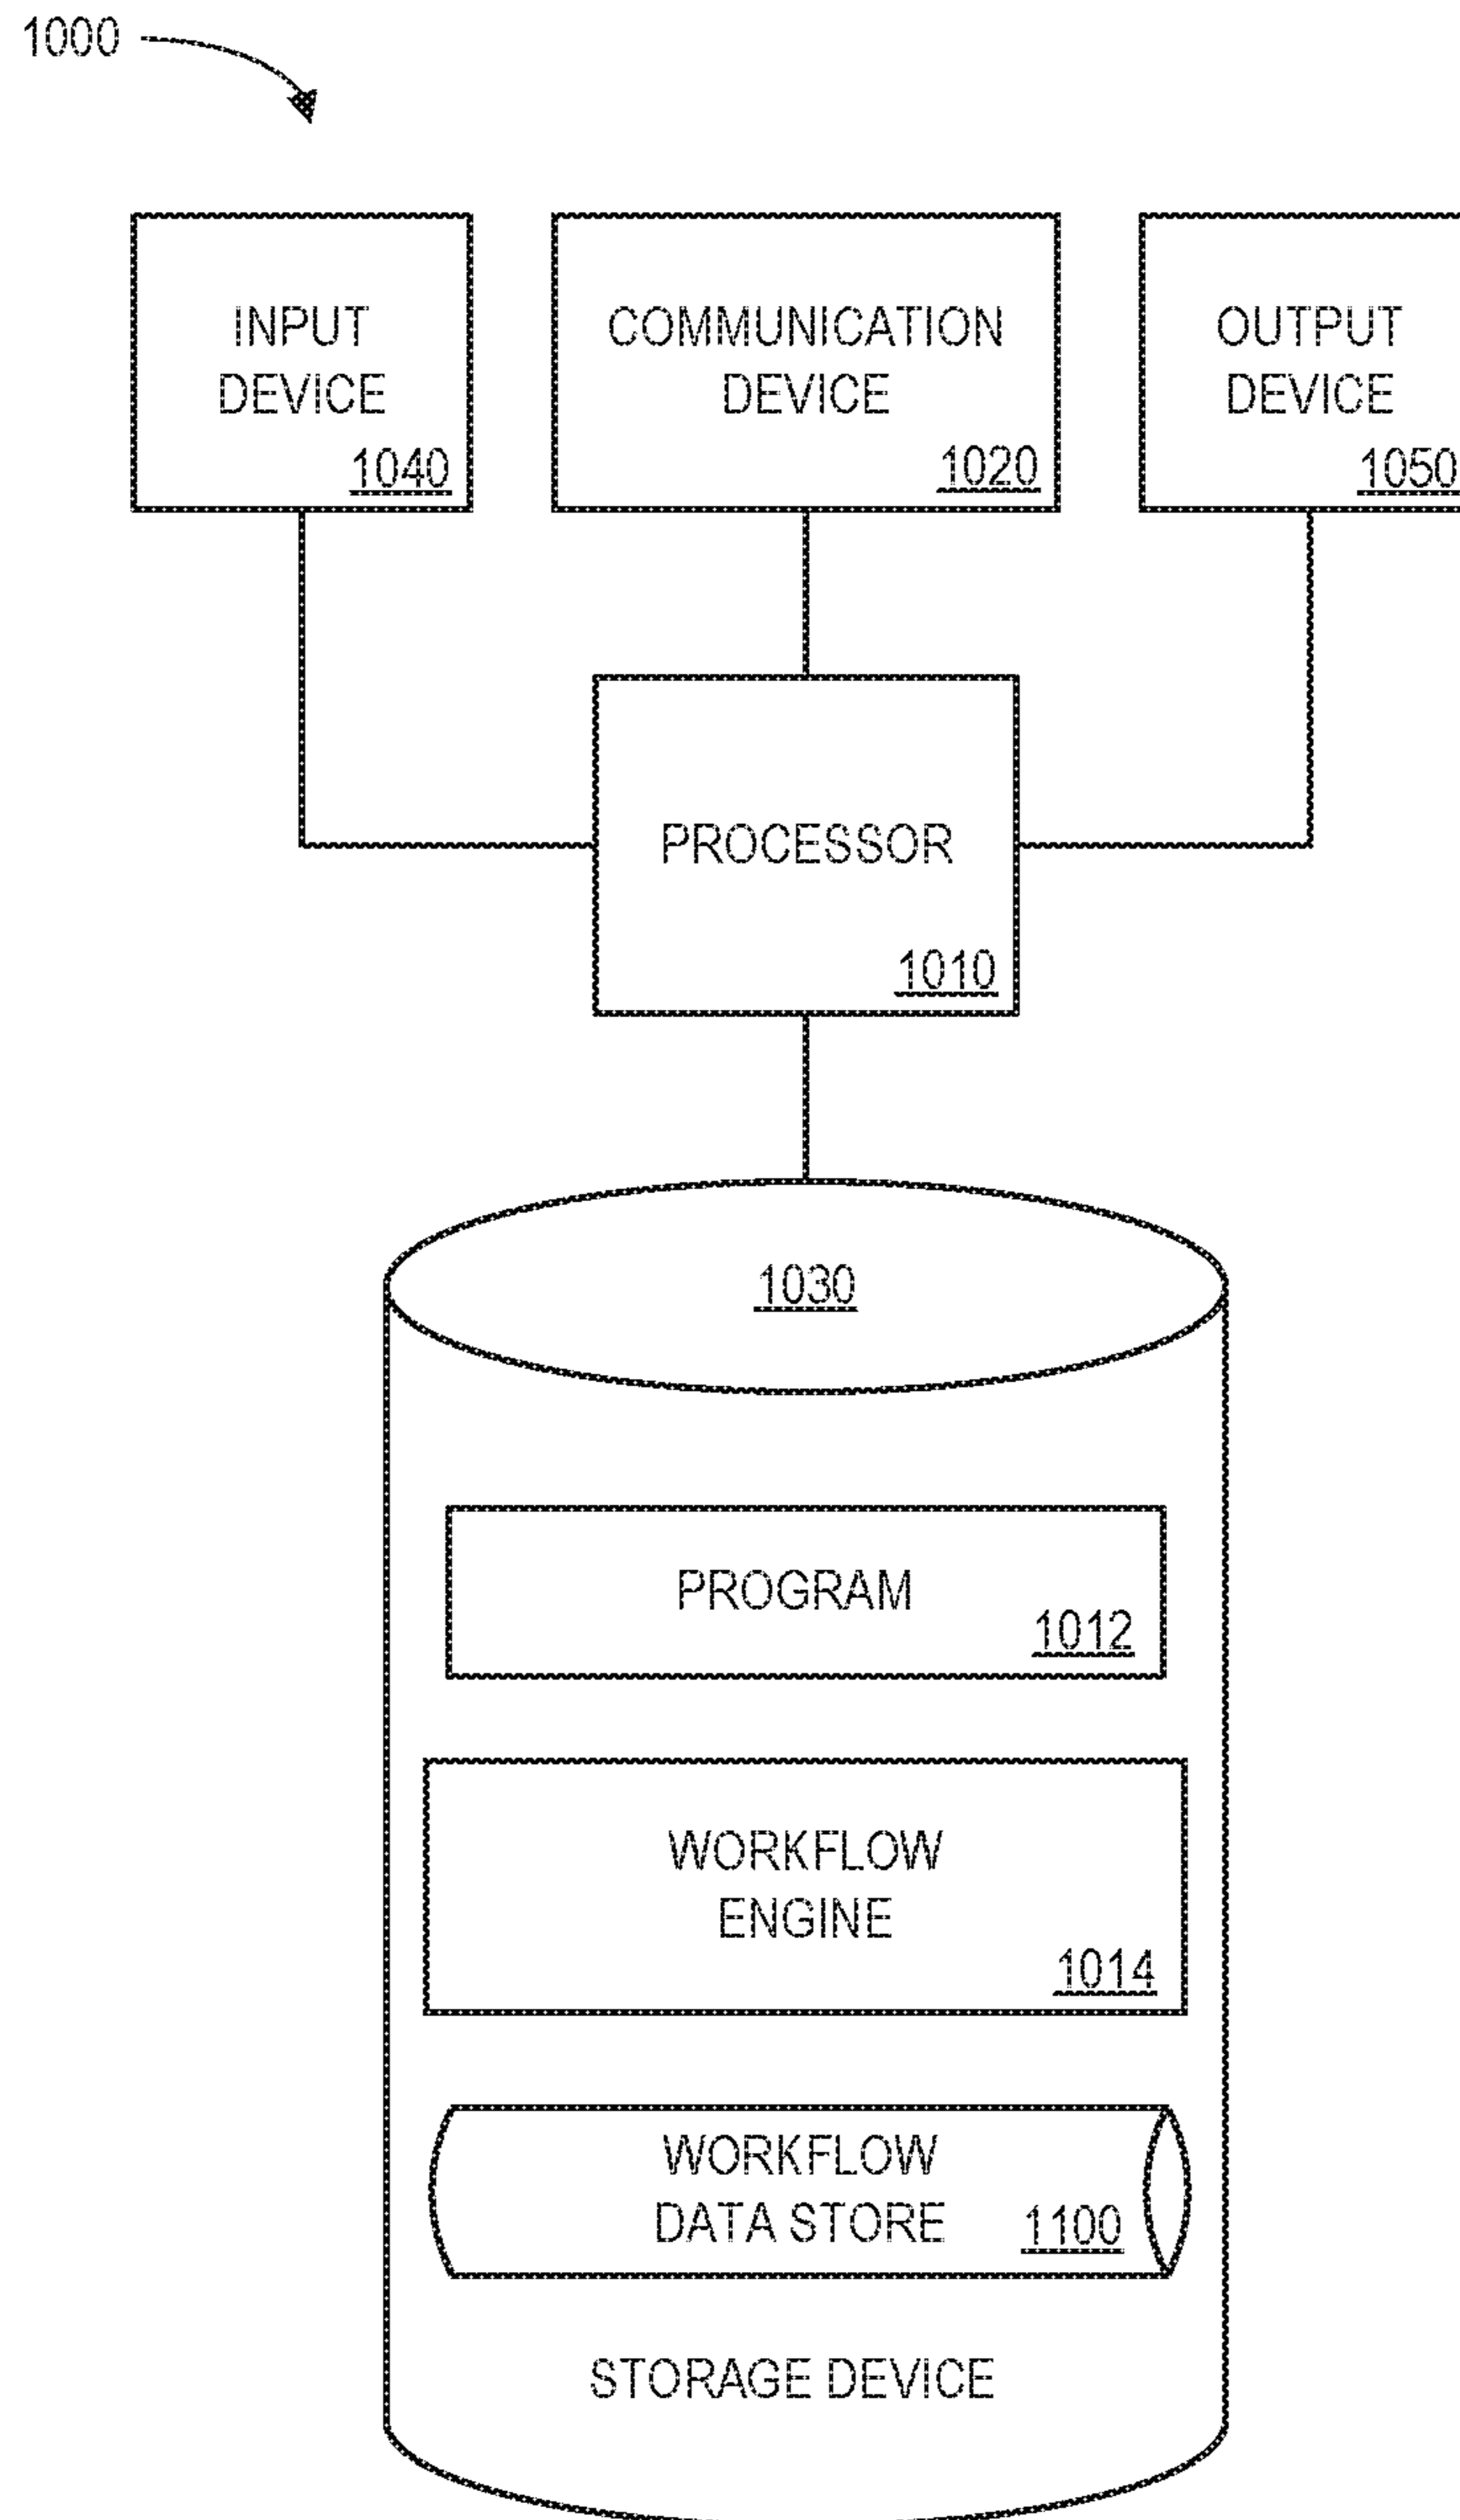 1000
INPUT
DEVICE
1040
COMMUNICATION
DEVICE
1020
OUTPUT
DEVICE
1050
PROCESSOR
1010
1030
PROGRAM
1012
WORKFLOW
ENGINE
1014
WORKFLOW
DATA STORE
1100
STORAGE DEVICE